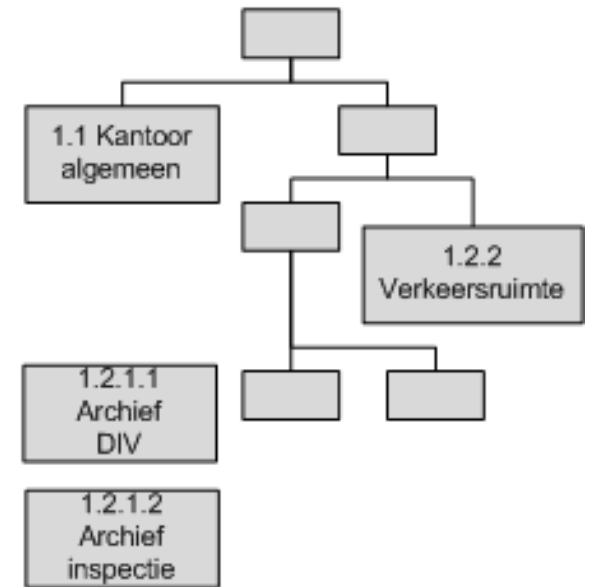 1.1 Kantoor
algemeen
1.2.2
Verkeersruimte
1.2.1.1
Archief
DIV
1.2.1.2
Archief
inspectie